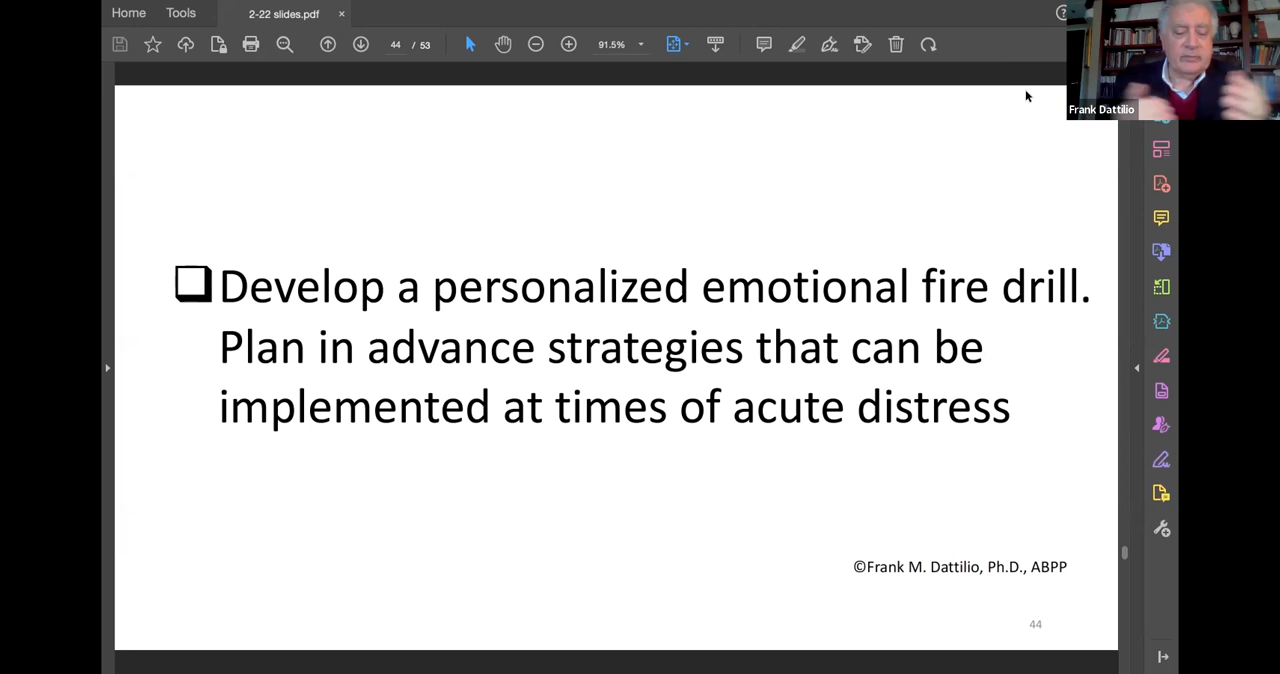 Home Tools 2-22 slides.pdf ×
44 / 53 91.5%
Frank Dattilio
❑Develop a personalized emotional fire drill.
Plan in advance strategies that can be
implemented at times of acute distress
©Frank M. Dattilio, Ph.D., ABPP
44